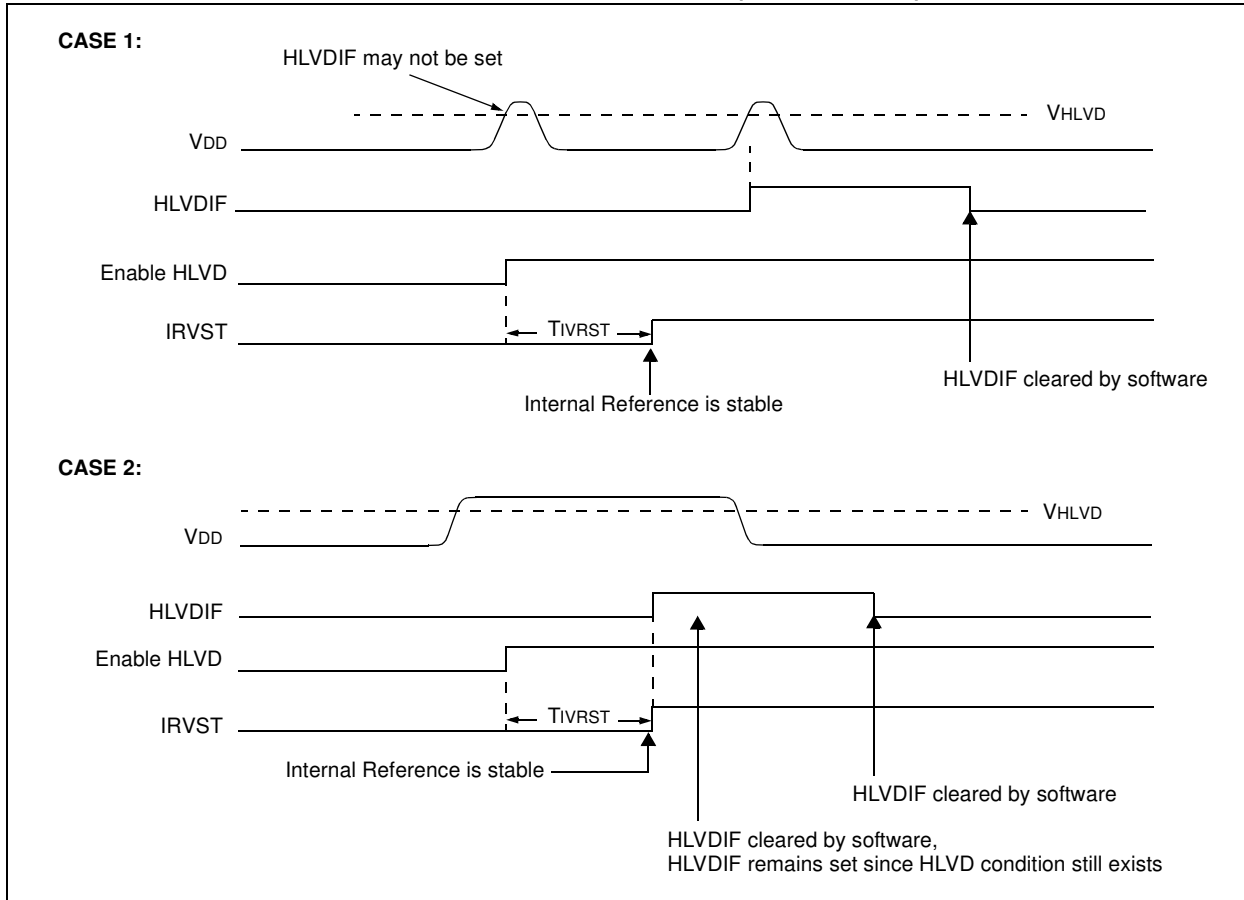 CASE 1:
HLVDIF may not be set
VHLVD
VDD
HLVDIF
Enable HLVD
TIVRST
IRVST
HLVDIF cleared by software
Internal Reference is stable
CASE 2:
VHLVD
VDD
HLVDIF
Enable HLVD
TIVRST
IRVST
Internal Reference is stable
HLVDIF cleared by software
HLVDIF cleared by software,
HLVDIF remains set since HLVD condition still exists